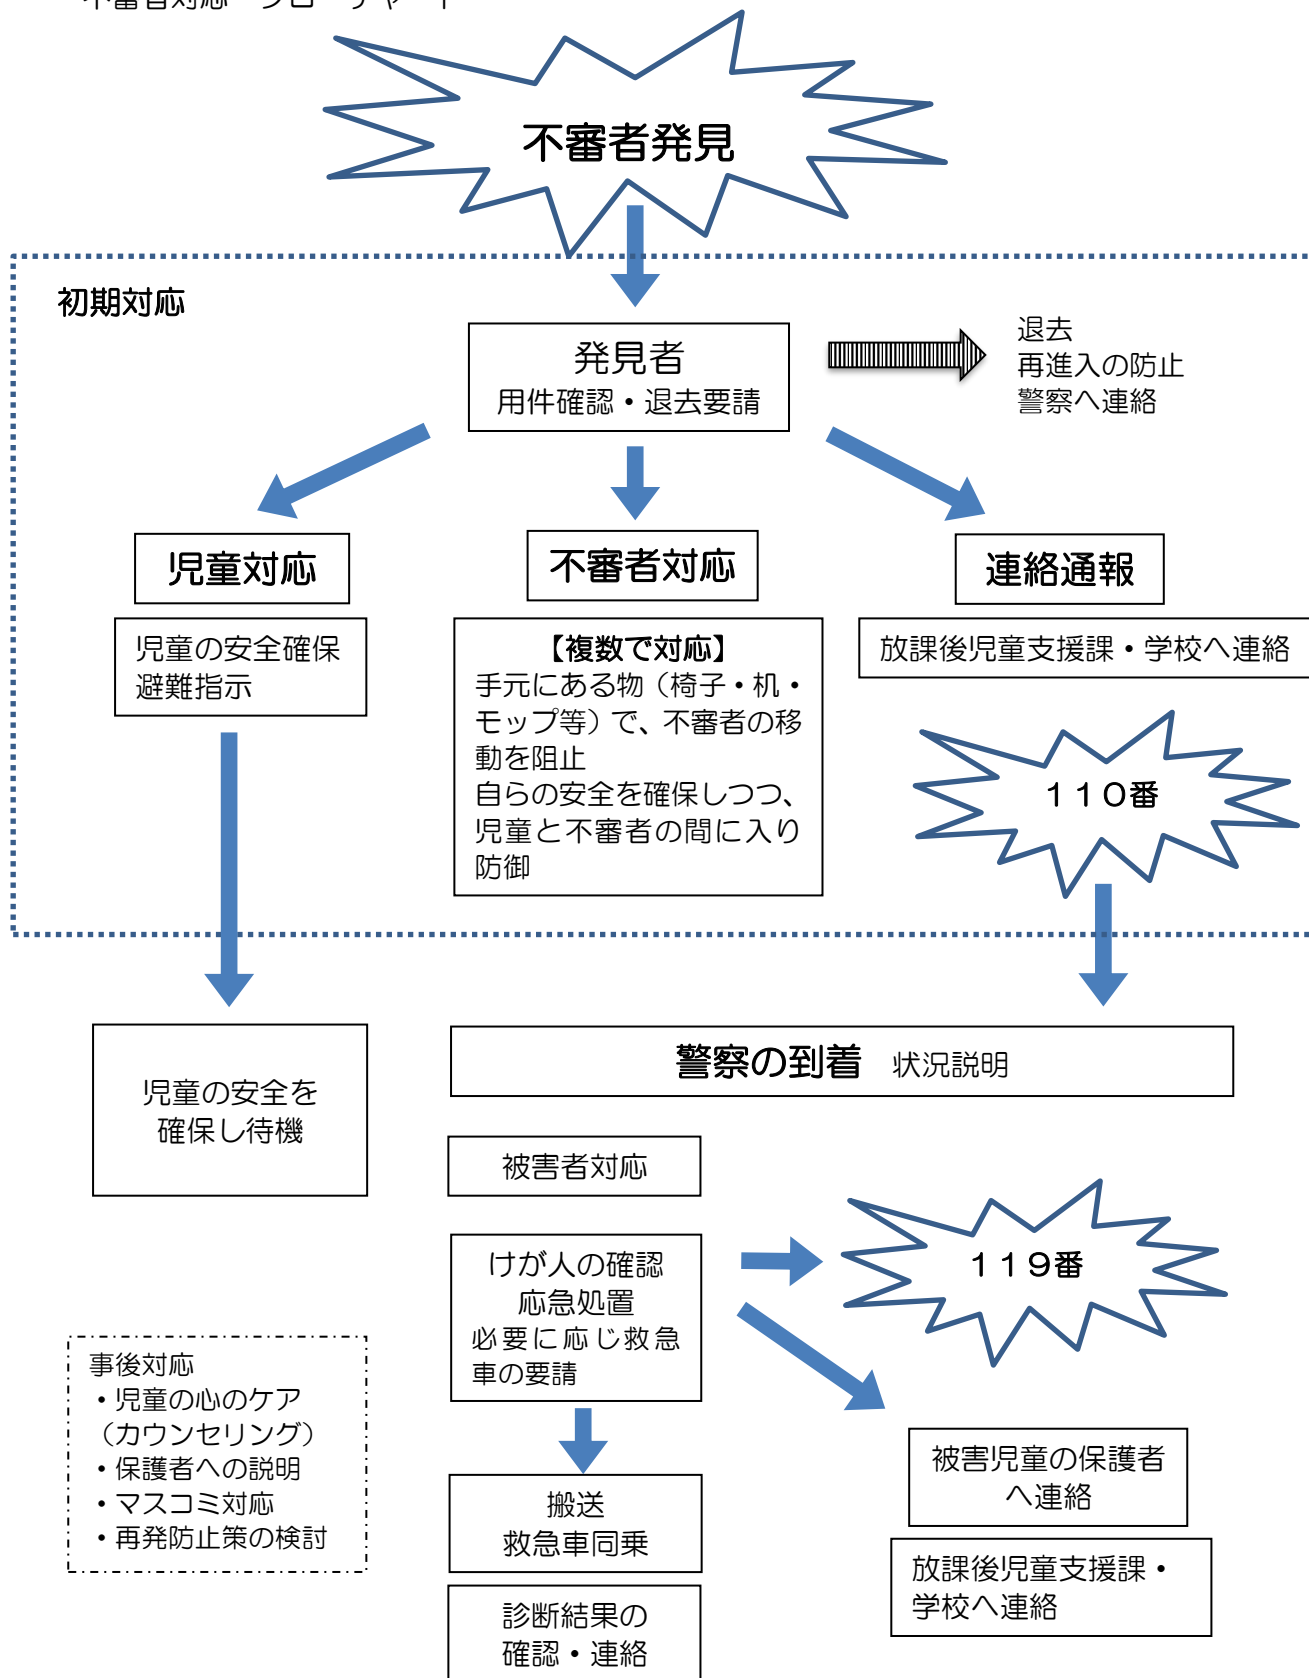 不審者対応 フローチャート
不審者発見
初期対応
発見者
用件確認・退去要請
退去
再進入の防止
警察へ連絡
児童対応
不審者対応
連絡通報
児童の安全確保
避難指示
【複数で対応】
手元にある物（椅子・机・
モップ等）で、不審者の移
動を阻止
自らの安全を確保しつつ、
児童と不審者の間に入り
防御
放課後児童支援課・学校へ連絡
１１０番
児童の安全を
確保し待機
警察の到着 状況説明
被害者対応
けが人の確認
応急処置
必要に応じ救急
車の要請
１１９番
事後対応
・児童の心のケア
（カウンセリング）
・保護者への説明
・マスコミ対応
・再発防止策の検討
搬送
救急車同乗
被害児童の保護者
へ連絡
放課後児童支援課・
学校へ連絡
診断結果の
確認・連絡